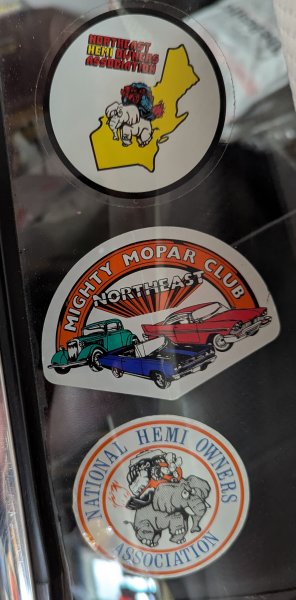 NORTHEAST
HEMI OWNERS
ASSOCIATION
MIGHTY MOPAR CLUB
NORTHEAST
NATIONAL HEMI OWNERS
ASSOCIATION